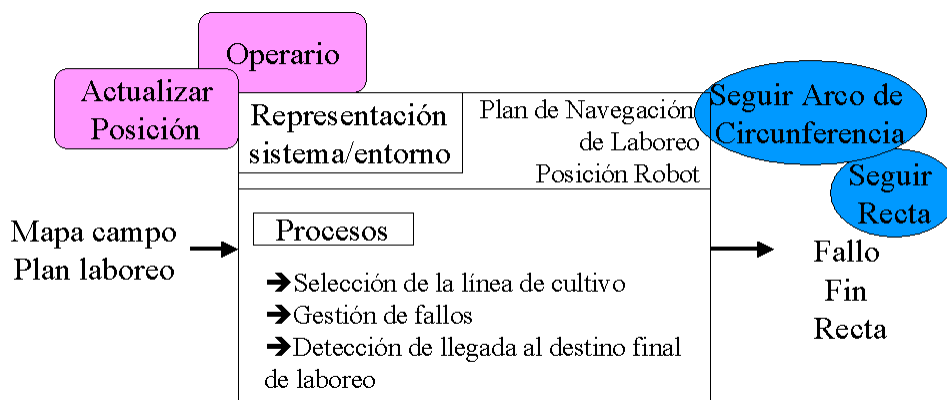 Operario
Actualizar
Posición
Representación
sistema/entorno
Plan de Navegación
de Laboreo
Posición Robot
Seguir Arco de
Circunferencia
Seguir
Recta
Mapa campo
Plan laboreo
Procesos
➔Selección de la línea de cultivo
➔Gestión de fallos
➔Detección de llegada al destino final
de laboreo
Fallo
Fin
Recta